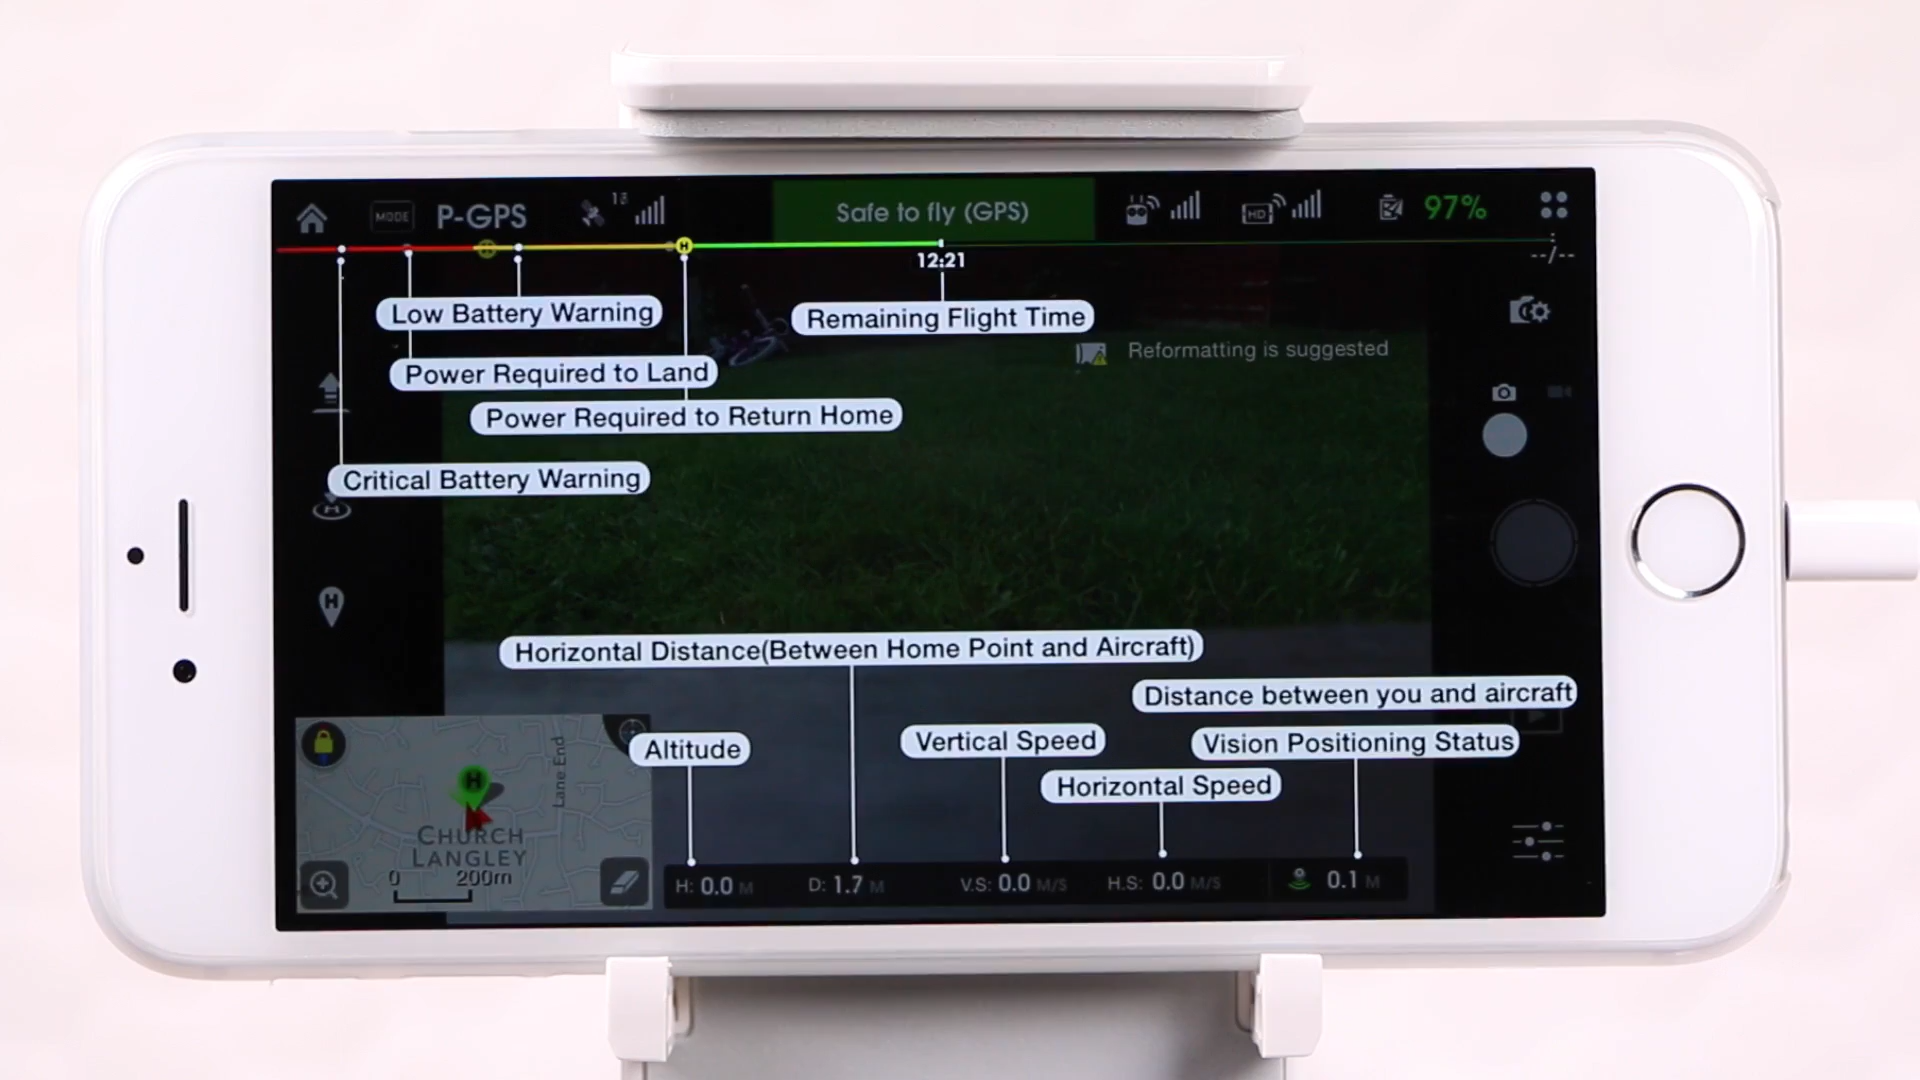 MODE P-GPS 13 Safe to fly (GPS) HD 97%
H
12:21 --/--
Low Battery Warning Remaining Flight Time
Reformatting is suggested
Power Required to Land
Power Required to Return Home
Critical Battery Warning
H
H
Horizontal Distance(Between Home Point and Aircraft)
Distance between you and aircraft
Altitude Vertical Speed Vision Positioning Status
Horizontal Speed
Lane End
H
CHURCH
LANGLEY
0 200m
H: 0.0 M D: 1.7 M V.S: 0.0 M/S H.S: 0.0 M/S 0.1 M